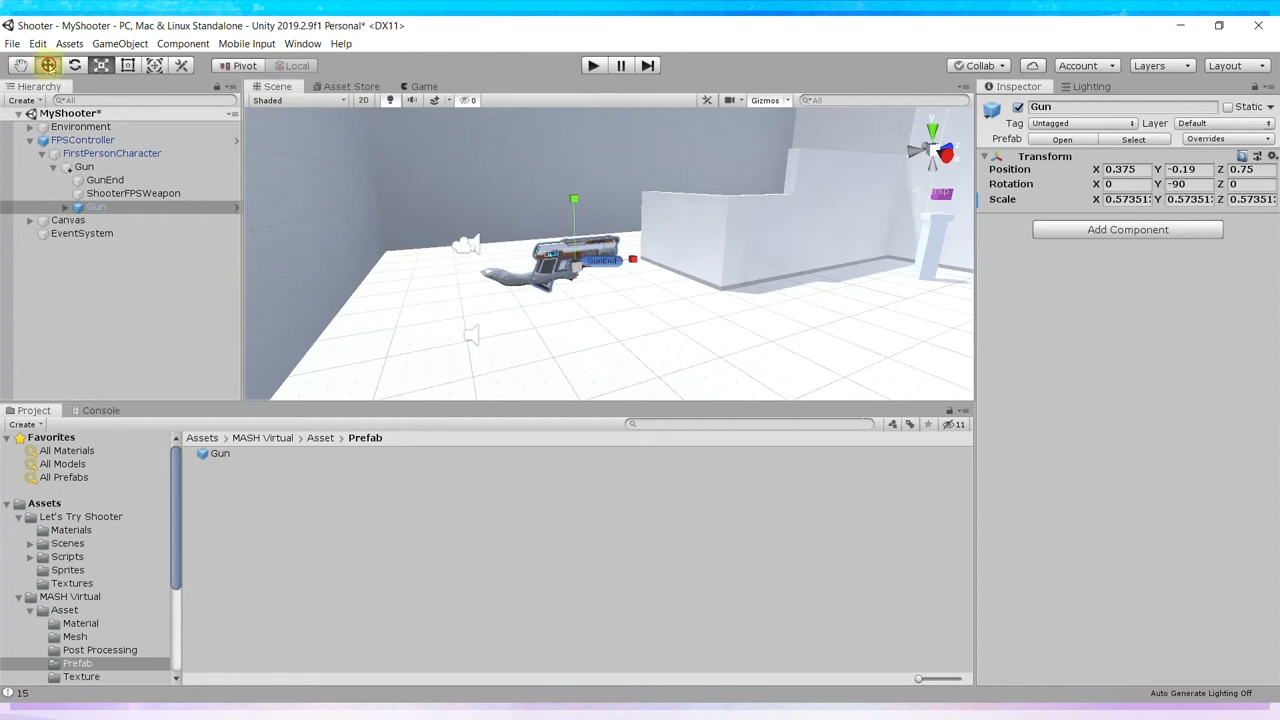 Shooter - MyShooter - PC, Mac & Linux Standalone - Unity 2019.2.9f1 Personal* <DX11>
File Edit Assets GameObject Component Mobile Input Window Help
Pivot Local Collab Account Layers Layout
Hierarchy Scene Asset Store Game Inspector Lighting
Create All Shaded 2D 0 Gizmos All
Gun Static
MyShooter*
Tag Untagged Layer Default
Environment
Prefab Open Select Overrides
FPSController
FirstPersonCharacter
Transform
Gun
Position X 0.375 Y -0.19 Z 0.75
GunEnd
Rotation X 0 Y -90 Z 0
ShooterFPSWeapon
Scale X 0.57351 Y 0.57351 Z 0.57351
Gun
Canvas
Add Component
EventSystem
Y
Z
X
GunEnd
Project Console
Create 11
Favorites
Assets > MASH Virtual > Asset > Prefab
All Materials
Gun
All Models
All Prefabs
Assets
Let's Try Shooter
Materials
Scenes
Scripts
Sprites
Textures
MASH Virtual
Asset
Material
Mesh
Post Processing
Prefab
Texture
15
Auto Generate Lighting Off